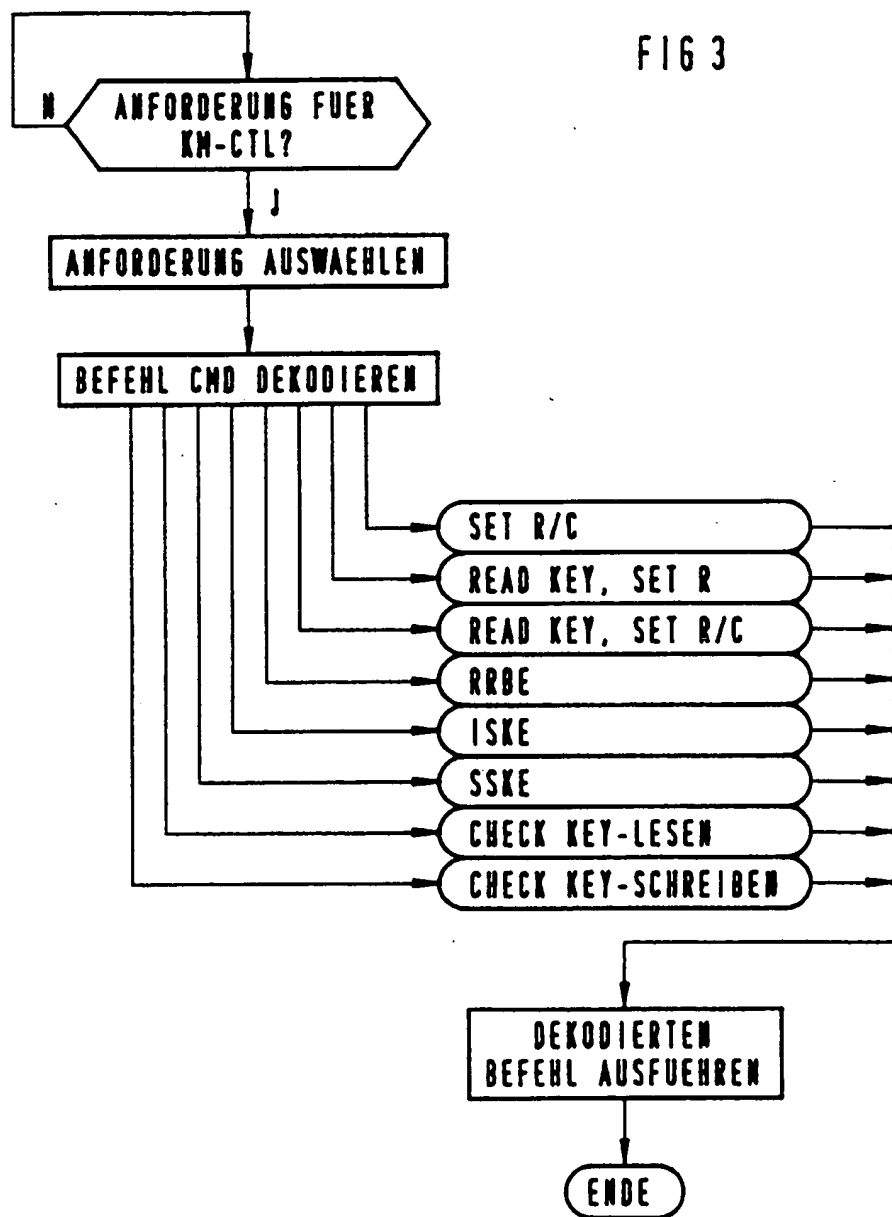 FIG 3
ANFORDERUNG FUER
KM-CTL?
N
J
ANFORDERUNG AUSWAEHLEN
BEFEHL CMD DEKODIEREN
SET R/C
READ KEY, SET R
READ KEY, SET R/C
RRBE
ISKE
SSKE
CHECK KEY-LESEN
CHECK KEY-SCHREIBEN
DEKODIERTEN
BEFEHL AUSFUEHREN
ENDE